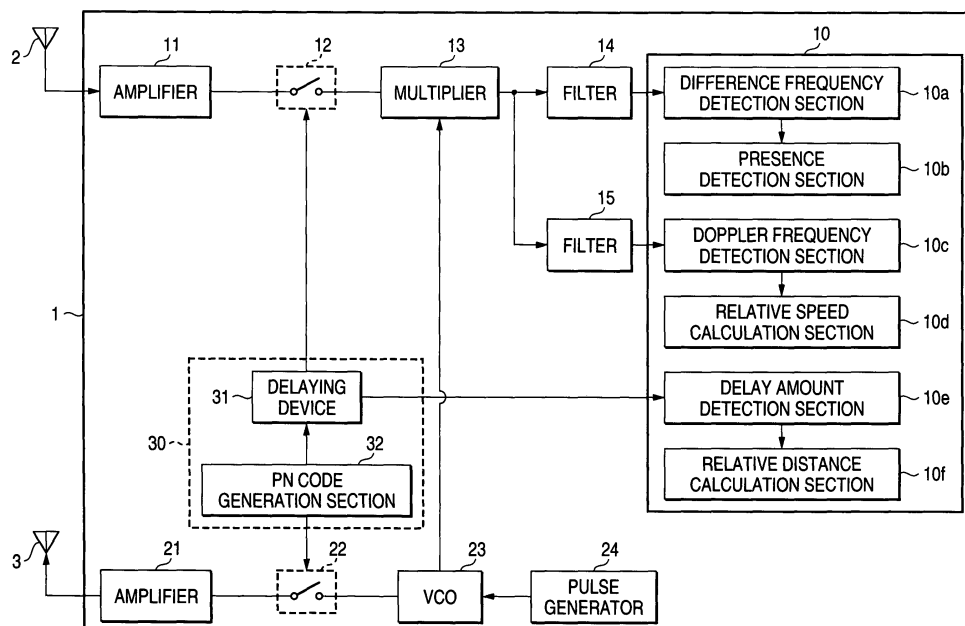 2
11
12
13
14
10
AMPLIFIER
MULTIPLIER
FILTER
DIFFERENCE FREQUENCY
DETECTION SECTION
10a
PRESENCE
DETECTION SECTION
10b
15
FILTER
DOPPLER FREQUENCY
DETECTION SECTION
10c
1
RELATIVE SPEED
CALCULATION SECTION
10d
31
DELAYING
DEVICE
DELAY AMOUNT
DETECTION SECTION
10e
30
32
PN CODE
GENERATION SECTION
RELATIVE DISTANCE
CALCULATION SECTION
10f
3
21
22
23
24
AMPLIFIER
VCO
PULSE
GENERATOR